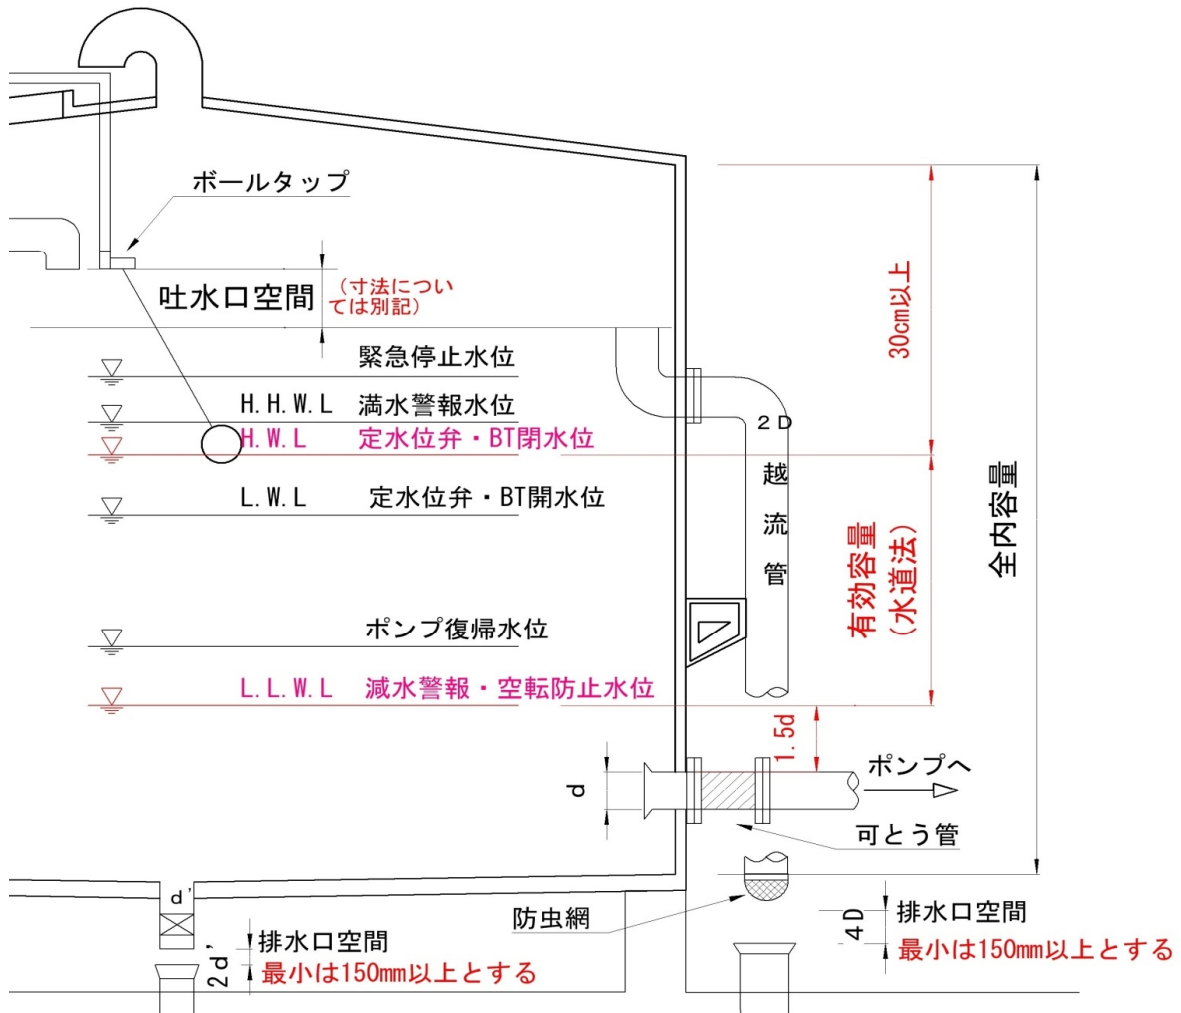 ボールタップ
吐水口空間
(寸法につい
ては別記)
30cm以上
緊急停止水位
H.H.W.L 満水警報水位
H.W.L 定水位弁・BT閉水位
2D
越流管
L.W.L 定水位弁・BT開水位
有効容量
(水道法)
全内容量
ポンプ復帰水位
L.L.W.L 減水警報・空転防止水位
1.5d
d
ポンプへ
可とう管
d'
防虫網
4D
排水口空間
最小は150mm以上とする
2d'
排水口空間
最小は150mm以上とする